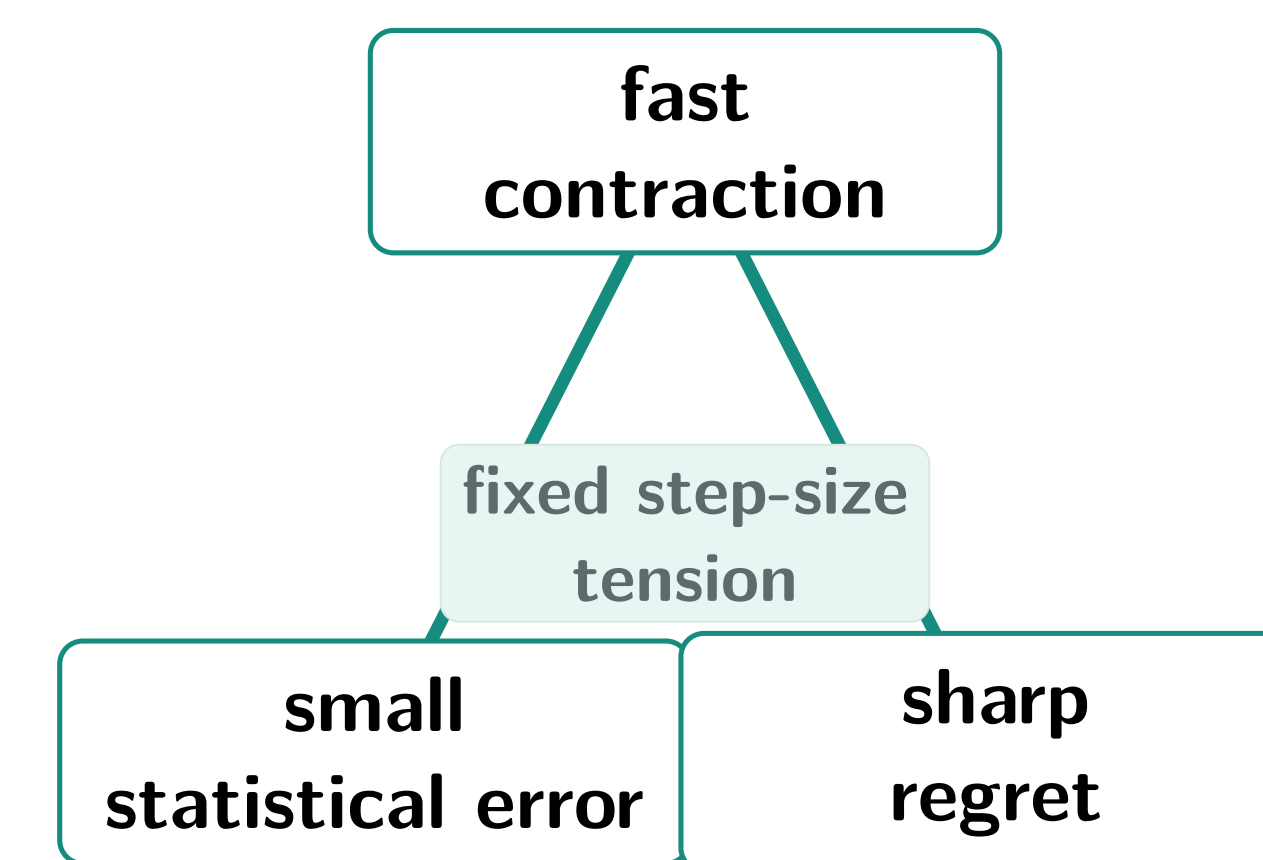 fast
contraction
fixed step-size
tension
small
statistical error
sharp
regret